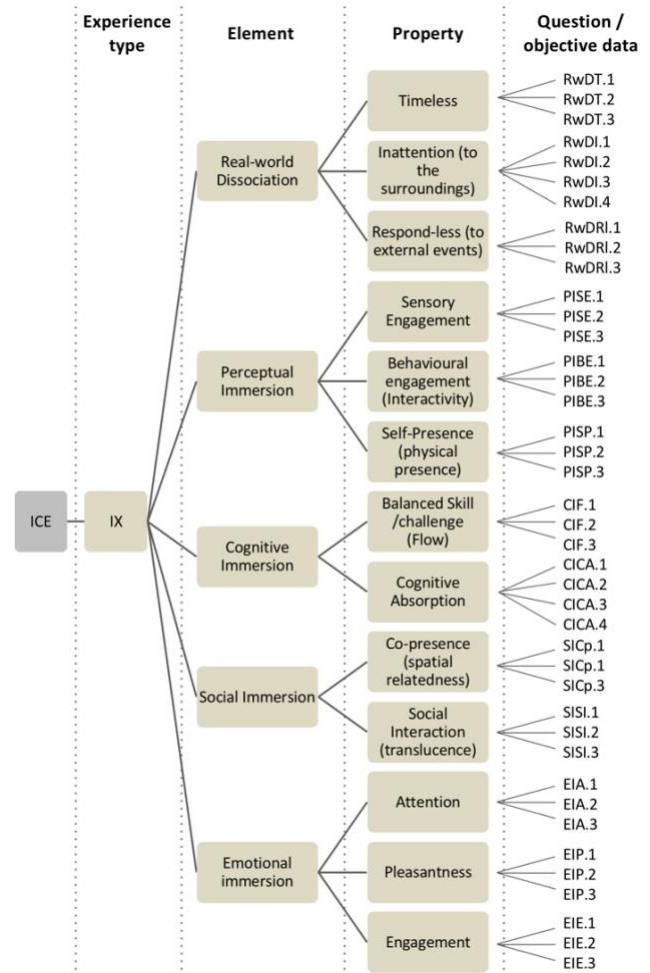 Experience
type
Element
Property
Question /
objective data
ICE
IX
Real-world
Dissociation
Timeless
RwDT.1
RwDT.2
RwDT.3
Inattention (to
the
surroundings)
RwDI.1
RwDI.2
RwDI.3
RwDI.4
Respond-less (to
external events)
RwDRl.1
RwDRl.2
RwDRl.3
Perceptual
Immersion
Sensory
Engagement
PISE.1
PISE.2
PISE.3
Behavioural
engagement
(Interactivity)
PIBE.1
PIBE.2
PIBE.3
Self-Presence
(physical
presence)
PISP.1
PISP.2
PISP.3
Cognitive
Immersion
Balanced Skill
/challenge
(Flow)
CIF.1
CIF.2
CIF.3
Cognitive
Absorption
CICA.1
CICA.2
CICA.3
CICA.4
Social Immersion
Co-presence
(spatial
relatedness)
SICp.1
SICp.1
SICp.3
Social
Interaction
(translucence)
SISI.1
SISI.2
SISI.3
Emotional
immersion
Attention
EIA.1
EIA.2
EIA.3
Pleasantness
EIP.1
EIP.2
EIP.3
Engagement
EIE.1
EIE.2
EIE.3